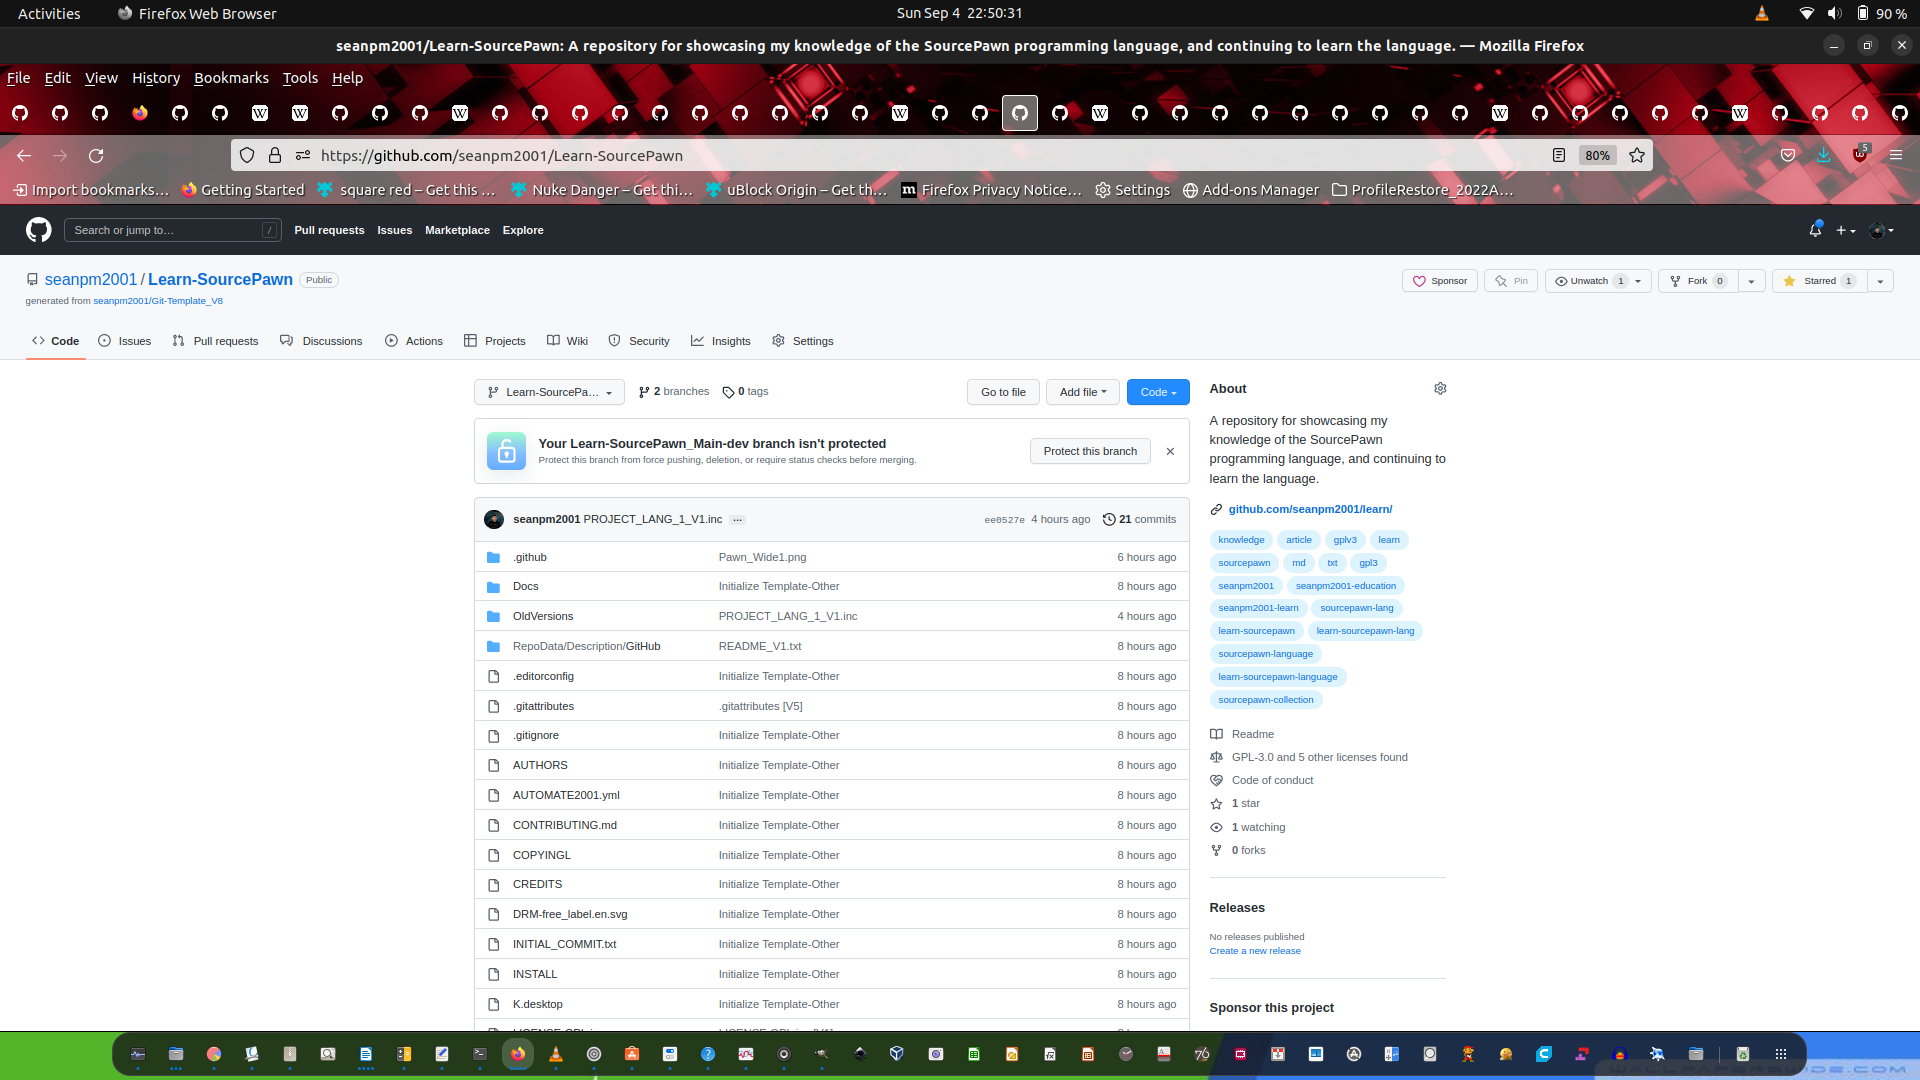 Activities
Firefox Web Browser
Sun Sep 4 22:50:31
90 %
seanpm2001/Learn-SourcePawn: A repository for showcasing my knowledge of the SourcePawn programming language, and continuing to learn the language. — Mozilla Firefox
File Edit View History Bookmarks Tools Help
https://github.com/seanpm2001/Learn-SourcePawn
80%
5
Import bookmarks…
Getting Started
square red – Get this …
Nuke Danger – Get thi…
uBlock Origin – Get th…
Firefox Privacy Notice…
Settings
Add-ons Manager
ProfileRestore_2022A…
Search or jump to…
/
Pull requests
Issues
Marketplace
Explore
seanpm2001 / Learn-SourcePawn
Public
generated from seanpm2001/Git-Template_V8
Sponsor
Pin
Unwatch 1
Fork 0
Starred 1
Code
Issues
Pull requests
Discussions
Actions
Projects
Wiki
Security
Insights
Settings
Learn-SourcePa…
2 branches
0 tags
Go to file
Add file
Code
Your Learn-SourcePawn_Main-dev branch isn't protected
Protect this branch from force pushing, deletion, or require status checks before merging.
Protect this branch
seanpm2001 PROJECT_LANG_1_V1.inc …
ee0527e 4 hours ago
21 commits
.github Pawn_Wide1.png 6 hours ago
Docs Initialize Template-Other 8 hours ago
OldVersions PROJECT_LANG_1_V1.inc 4 hours ago
RepoData/Description/GitHub README_V1.txt 8 hours ago
.editorconfig Initialize Template-Other 8 hours ago
.gitattributes .gitattributes [V5] 8 hours ago
.gitignore Initialize Template-Other 8 hours ago
AUTHORS Initialize Template-Other 8 hours ago
AUTOMATE2001.yml Initialize Template-Other 8 hours ago
CONTRIBUTING.md Initialize Template-Other 8 hours ago
COPYINGL Initialize Template-Other 8 hours ago
CREDITS Initialize Template-Other 8 hours ago
DRM-free_label.en.svg Initialize Template-Other 8 hours ago
INITIAL_COMMIT.txt Initialize Template-Other 8 hours ago
INSTALL Initialize Template-Other 8 hours ago
K.desktop Initialize Template-Other 8 hours ago
About
A repository for showcasing my
knowledge of the SourcePawn
programming language, and continuing to
learn the language.
github.com/seanpm2001/learn/
knowledge article gplv3 learn
sourcepawn md txt gpl3
seanpm2001 seanpm2001-education
seanpm2001-learn sourcepawn-lang
learn-sourcepawn learn-sourcepawn-lang
sourcepawn-language
learn-sourcepawn-language
sourcepawn-collection
Readme
GPL-3.0 and 5 other licenses found
Code of conduct
1 star
1 watching
0 forks
Releases
No releases published
Create a new release
Sponsor this project